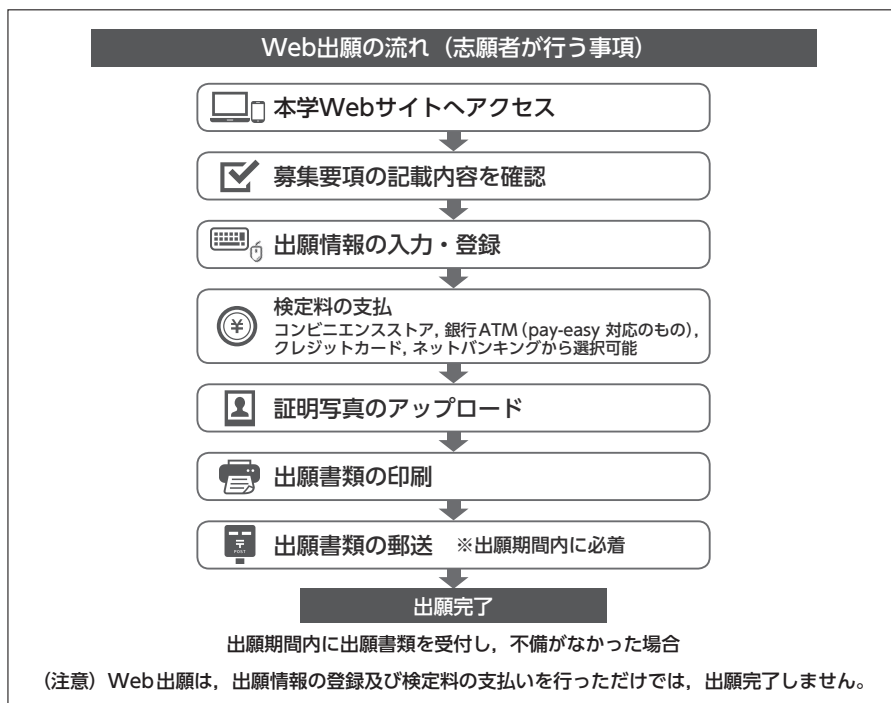 Web出願の流れ（志願者が行う事項）
本学Webサイトへアクセス
募集要項の記載内容を確認
出願情報の入力・登録
検定料の支払
コンビニエンスストア，銀行ATM（pay-easy 対応のもの），
クレジットカード，ネットバンキングから選択可能
証明写真のアップロード
出願書類の印刷
POST
出願書類の郵送 ※出願期間内に必着
出願完了
出願期間内に出願書類を受付し，不備がなかった場合
（注意）Web出願は，出願情報の登録及び検定料の支払いを行っただけでは，出願完了しません。